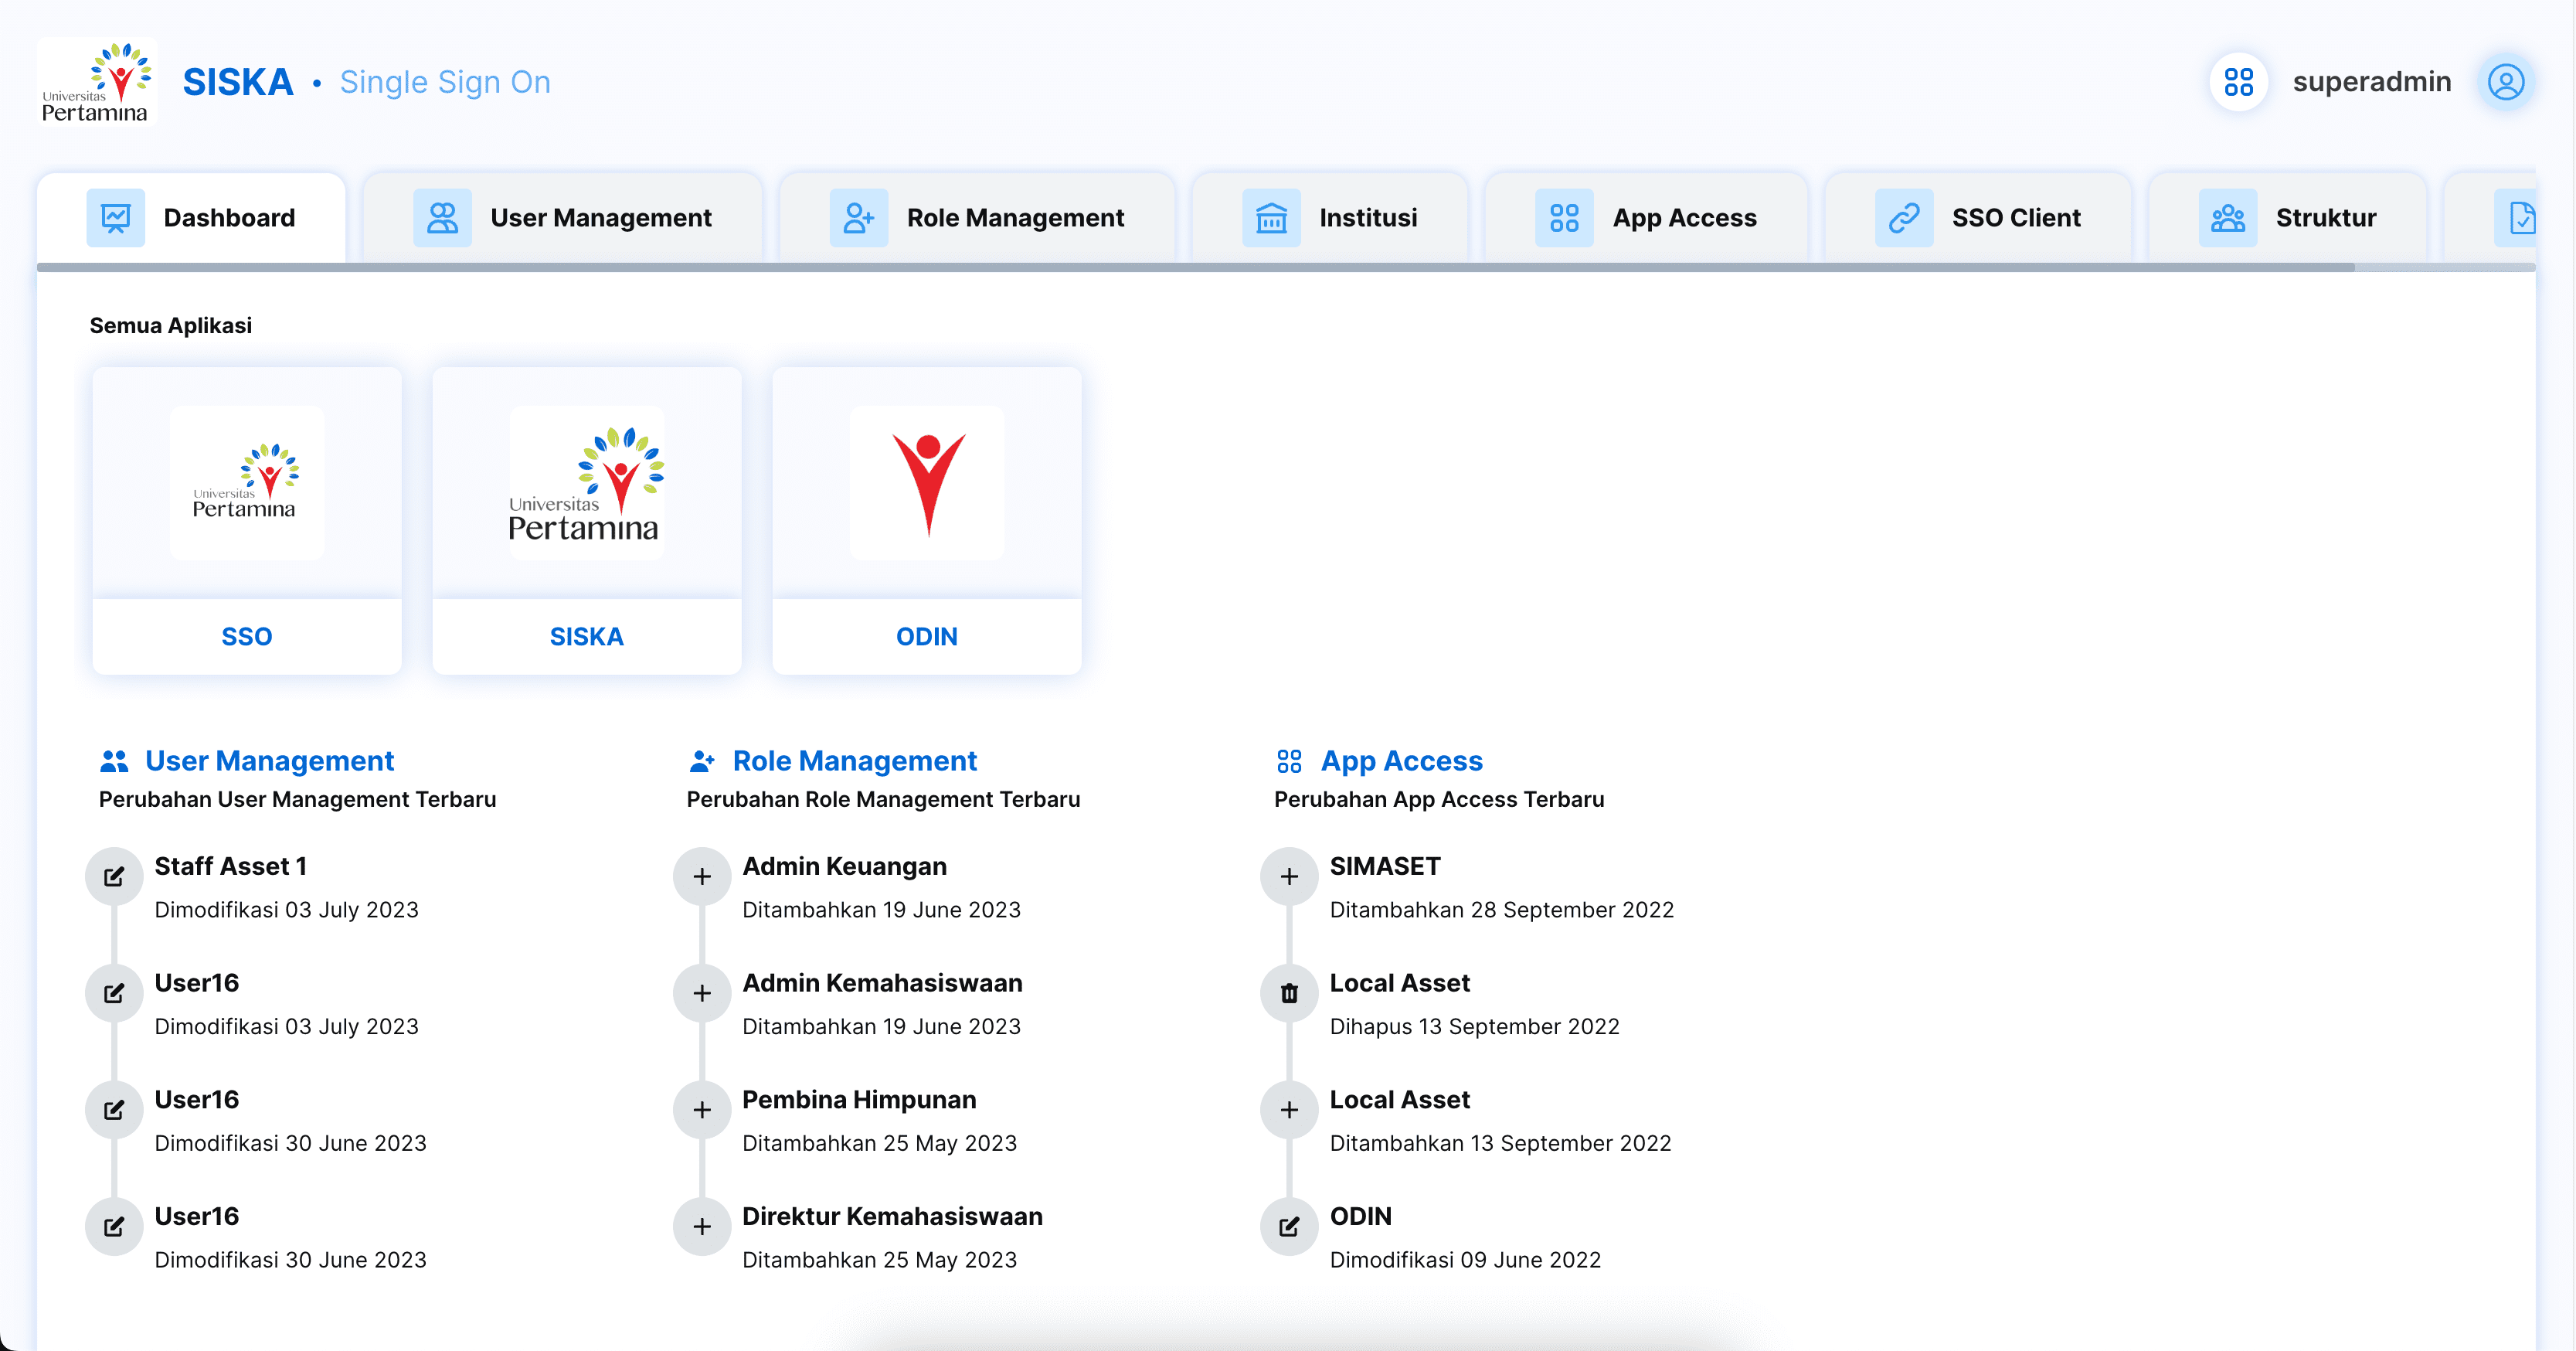 Universitas
Pertamina
SISKA • Single Sign On
superadmin
Dashboard
User Management
Role Management
Institusi
App Access
SSO Client
Struktur
Semua Aplikasi
Universitas
Pertamina
SSO
Universitas
Pertamina
SISKA
ODIN
User Management
Perubahan User Management Terbaru
Staff Asset 1
Dimodifikasi 03 July 2023
User16
Dimodifikasi 03 July 2023
User16
Dimodifikasi 30 June 2023
User16
Dimodifikasi 30 June 2023
Role Management
Perubahan Role Management Terbaru
Admin Keuangan
Ditambahkan 19 June 2023
Admin Kemahasiswaan
Ditambahkan 19 June 2023
Pembina Himpunan
Ditambahkan 25 May 2023
Direktur Kemahasiswaan
Ditambahkan 25 May 2023
App Access
Perubahan App Access Terbaru
SIMASET
Ditambahkan 28 September 2022
Local Asset
Dihapus 13 September 2022
Local Asset
Ditambahkan 13 September 2022
ODIN
Dimodifikasi 09 June 2022